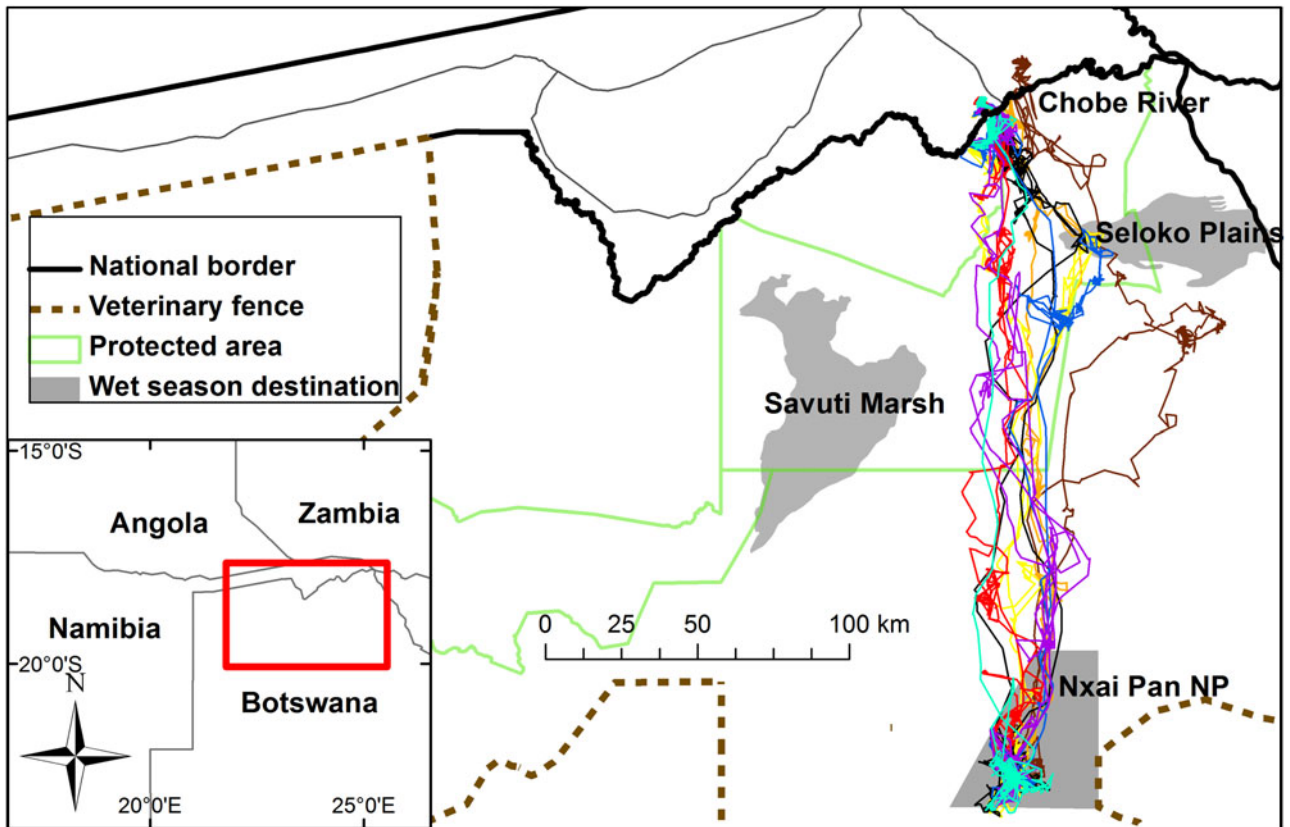 Chobe River
Seloko Plains
National border
Veterinary fence
Protected area
Wet season destination
Savuti Marsh
15°0'S
Angola
Zambia
Namibia
20°0'S
N
Botswana
20°0'E
25°0'E
0 25 50 100 km
Nxai Pan NP